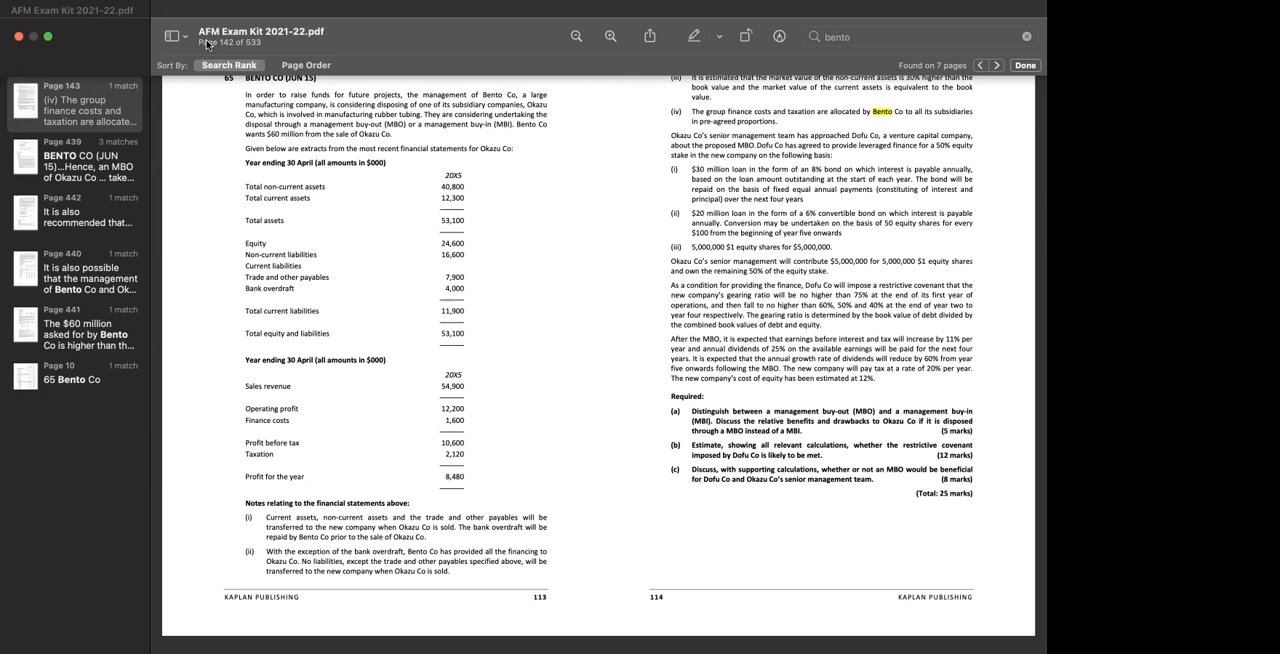 AFM Exam Kit 2021-22.pdf
AFM Exam Kit 2021-22.pdf
Page 142 of 533
bento
Sort By:
Search Rank
Page Order
Found on 7 pages
Done
Page 143
1 match
(iv) The group
finance costs and
taxation are allocate...
Page 439
3 matches
BENTO CO (JUN
15)...Hence, an MBO
of Okazu Co ... take...
Page 442
1 match
It is also
recommended that...
Page 440
1 match
It is also possible
that the management
of Bento Co and Ok...
Page 441
1 match
The $60 million
asked for by Bento
Co is higher than th...
Page 10
1 match
65 Bento Co
65 BENTO CO (JUN 15)
In order to raise funds for future projects, the management of Bento Co, a large
manufacturing company, is considering disposing of one of its subsidiary companies, Okazu
Co, which is involved in manufacturing rubber tubing. They are considering undertaking the
disposal through a management buy-out (MBO) or a management buy-in (MBI). Bento Co
wants $60 million from the sale of Okazu Co.
Given below are extracts from the most recent financial statements for Okazu Co:
Year ending 30 April (all amounts in $000)
20X5
Total non-current assets 40,800
Total current assets 12,300
Total assets 53,100
Equity 24,600
Non-current liabilities 16,600
Current liabilities
Trade and other payables 7,900
Bank overdraft 4,000
Total current liabilities 11,900
Total equity and liabilities 53,100
Year ending 30 April (all amounts in $000)
20X5
Sales revenue 54,900
Operating profit 12,200
Finance costs 1,600
Profit before tax 10,600
Taxation 2,120
Profit for the year 8,480
Notes relating to the financial statements above:
(i) Current assets, non-current assets and the trade and other payables will be
transferred to the new company when Okazu Co is sold. The bank overdraft will be
repaid by Bento Co prior to the sale of Okazu Co.
(ii) With the exception of the bank overdraft, Bento Co has provided all the financing to
Okazu Co. No liabilities, except the trade and other payables specified above, will be
transferred to the new company when Okazu Co is sold.
KAPLAN PUBLISHING 113
(iii) It is estimated that the market value of the non-current assets is 30% higher than the
book value and the market value of the current assets is equivalent to the book
value.
(iv) The group finance costs and taxation are allocated by Bento Co to all its subsidiaries
in pre-agreed proportions.
Okazu Co's senior management team has approached Dofu Co, a venture capital company,
about the proposed MBO. Dofu Co has agreed to provide leveraged finance for a 50% equity
stake in the new company on the following basis:
(i) $30 million loan in the form of an 8% bond on which interest is payable annually,
based on the loan amount outstanding at the start of each year. The bond will be
repaid on the basis of fixed equal annual payments (constituting of interest and
principal) over the next four years
(ii) $20 million loan in the form of a 6% convertible bond on which interest is payable
annually. Conversion may be undertaken on the basis of 50 equity shares for every
$100 from the beginning of year five onwards
(iii) 5,000,000 $1 equity shares for $5,000,000.
Okazu Co's senior management will contribute $5,000,000 for 5,000,000 $1 equity shares
and own the remaining 50% of the equity stake.
As a condition for providing the finance, Dofu Co will impose a restrictive covenant that the
new company's gearing ratio will be no higher than 75% at the end of its first year of
operations, and then fall to no higher than 60%, 50% and 40% at the end of year two to
year four respectively. The gearing ratio is determined by the book value of debt divided by
the combined book values of debt and equity.
After the MBO, it is expected that earnings before interest and tax will increase by 11% per
year and annual dividends of 25% on the available earnings will be paid for the next four
years. It is expected that the annual growth rate of dividends will reduce by 60% from year
five onwards following the MBO. The new company will pay tax at a rate of 20% per year.
The new company's cost of equity has been estimated at 12%.
Required:
(a) Distinguish between a management buy-out (MBO) and a management buy-in
(MBI). Discuss the relative benefits and drawbacks to Okazu Co if it is disposed
through a MBO instead of a MBI. (5 marks)
(b) Estimate, showing all relevant calculations, whether the restrictive covenant
imposed by Dofu Co is likely to be met. (12 marks)
(c) Discuss, with supporting calculations, whether or not an MBO would be beneficial
for Dofu Co and Okazu Co's senior management team. (8 marks)
(Total: 25 marks)
114 KAPLAN PUBLISHING